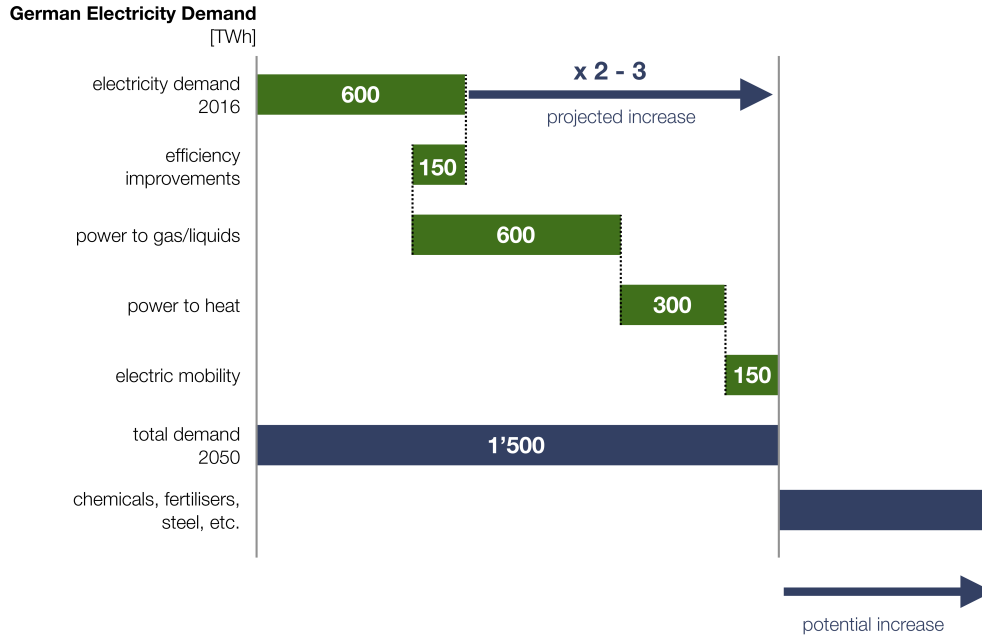 German Electricity Demand
[TWh]
x 2 - 3
electricity demand
2016
600
projected increase
efficiency
improvements
150
power to gas/liquids
600
power to heat
300
electric mobility
150
total demand
2050
1’500
chemicals, fertilisers,
steel, etc.
potential increase